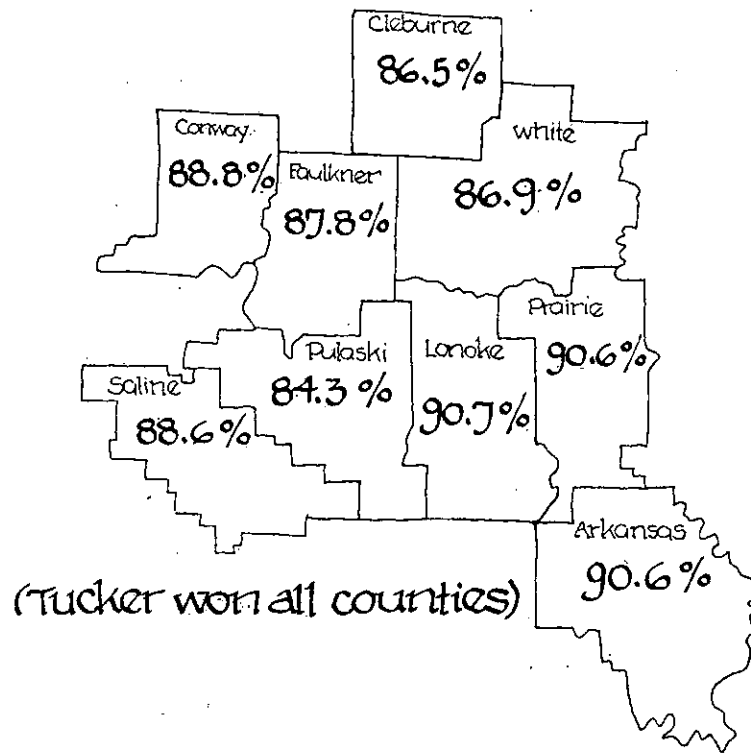 Cleburne
86.5%
Conway
88.8%
White
86.9%
Faulkner
87.8%
Prairie
90.6%
Pulaski
84.3%
Lonoke
90.7%
Saline
88.6%
Arkansas
90.6%
(Tucker won all counties)